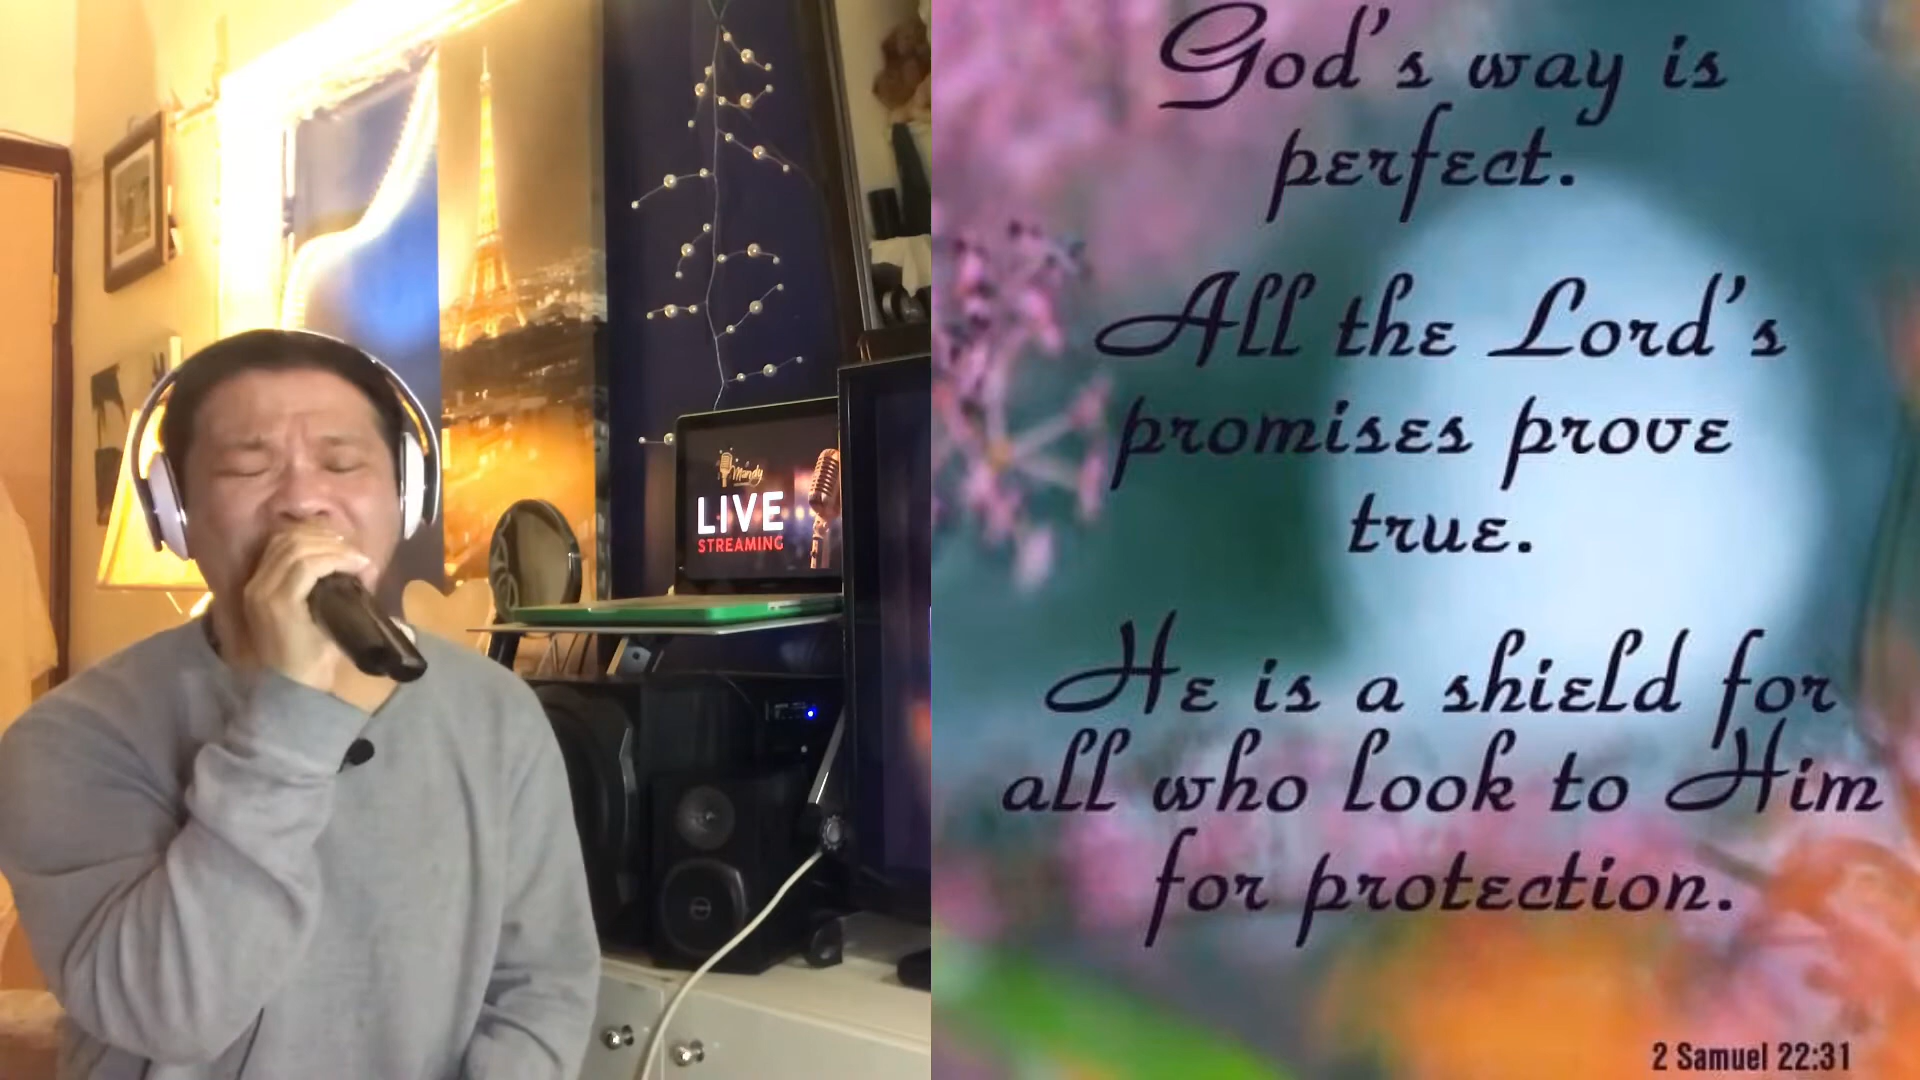 Mandy
LIVE
STREAMING
God's way is
perfect.
All the Lord's
promises prove
true.
He is a shield for
all who look to Him
for protection.
2 Samuel 22:31